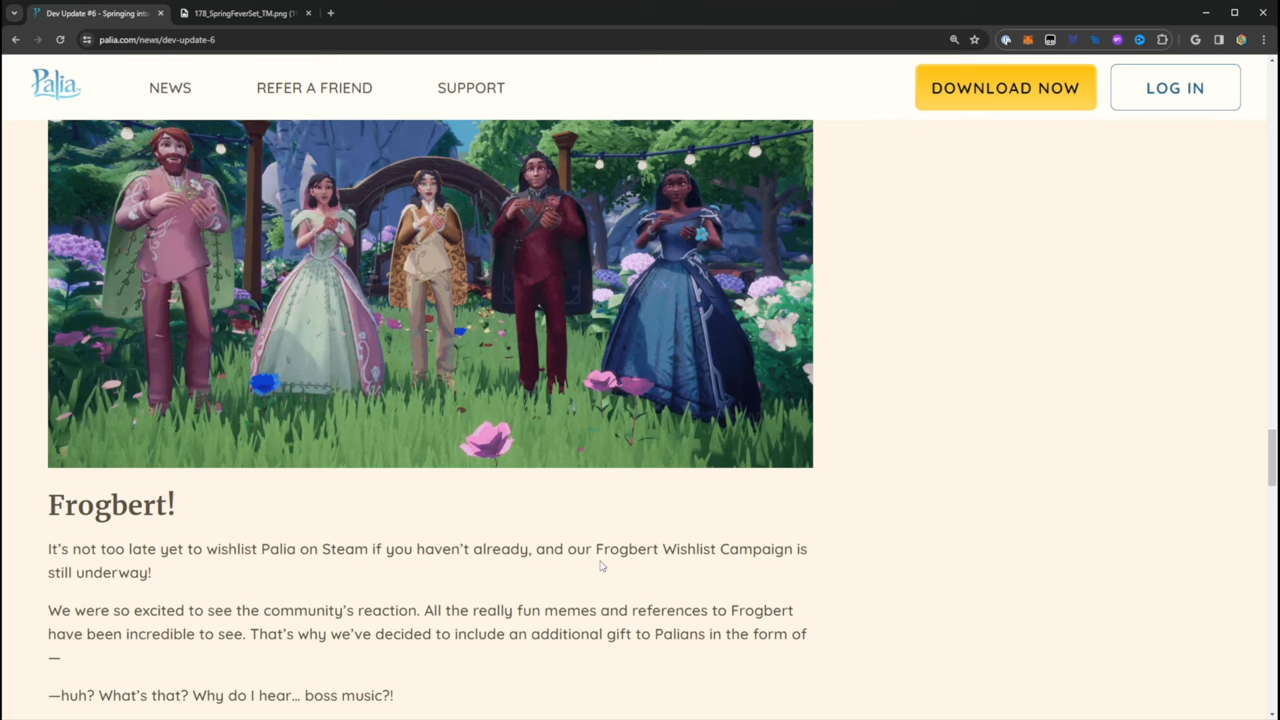 Dev Update #6 - Springing into
178_SpringFeverSet_TM.png (1
palia.com/news/dev-update-6
Palia
NEWS
REFER A FRIEND
SUPPORT
DOWNLOAD NOW
LOG IN
Frogbert!
It's not too late yet to wishlist Palia on Steam if you haven't already, and our Frogbert Wishlist Campaign is
still underway!
We were so excited to see the community's reaction. All the really fun memes and references to Frogbert
have been incredible to see. That's why we've decided to include an additional gift to Palians in the form of
—
—huh? What's that? Why do I hear… boss music?!